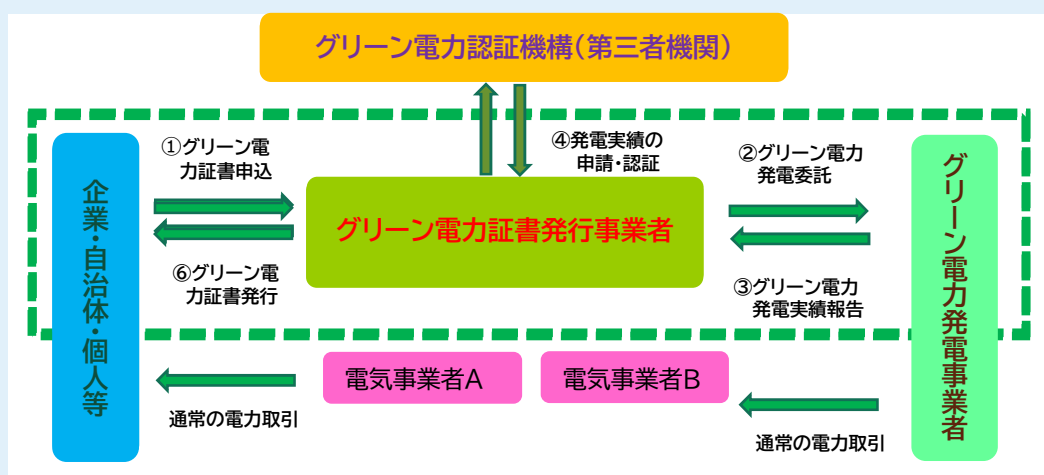 グリーン電力認証機構(第三者機関)
①グリーン電
力証書申込
④発電実績の
申請・認証
②グリーン電力
発電委託
企業・自治体・個人等
グリーン電力証書発行事業者
グリーン電力発電事業者
⑥グリーン電
力証書発行
③グリーン電力
発電実績報告
電気事業者A
電気事業者B
通常の電力取引
通常の電力取引